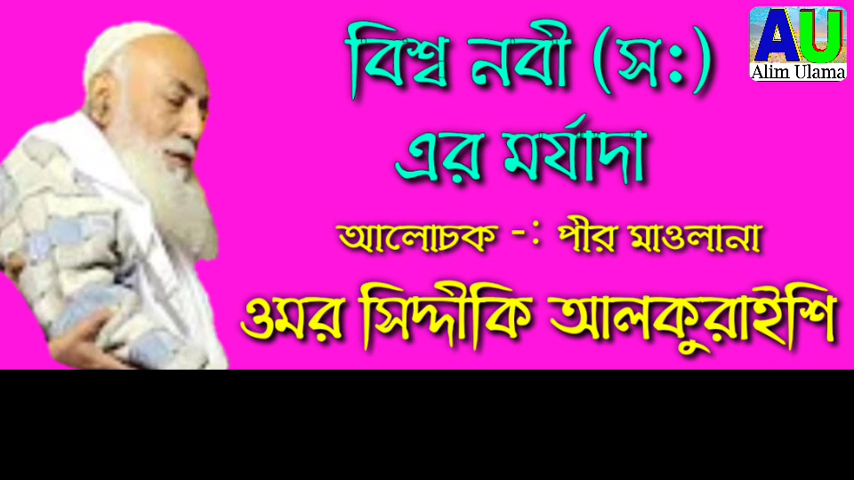 বিশ্ব নবী (স:)
AU
Alim Ulama
এর মর্যাদা
আলোচক -: পীর মাওলানা
ওমর সিদ্দীকি আলকুরাইশি